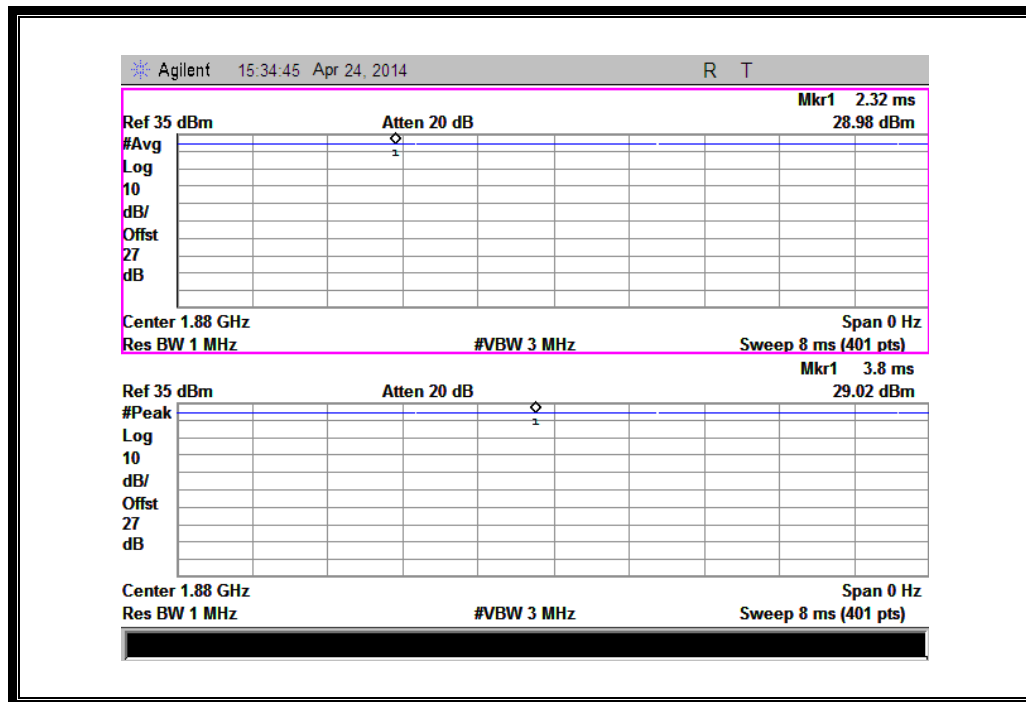 Agilent 15:34:45 Apr 24, 2014 R T
Mkr1 2.32 ms
Ref 35 dBm Atten 20 dB 28.98 dBm
#Avg
1
Log
10
dB/
Offst
27
dB
Center 1.88 GHz Span 0 Hz
Res BW 1 MHz #VBW 3 MHz Sweep 8 ms (401 pts)
Mkr1 3.8 ms
Ref 35 dBm Atten 20 dB 29.02 dBm
#Peak
1
Log
10
dB/
Offst
27
dB
Center 1.88 GHz Span 0 Hz
Res BW 1 MHz #VBW 3 MHz Sweep 8 ms (401 pts)